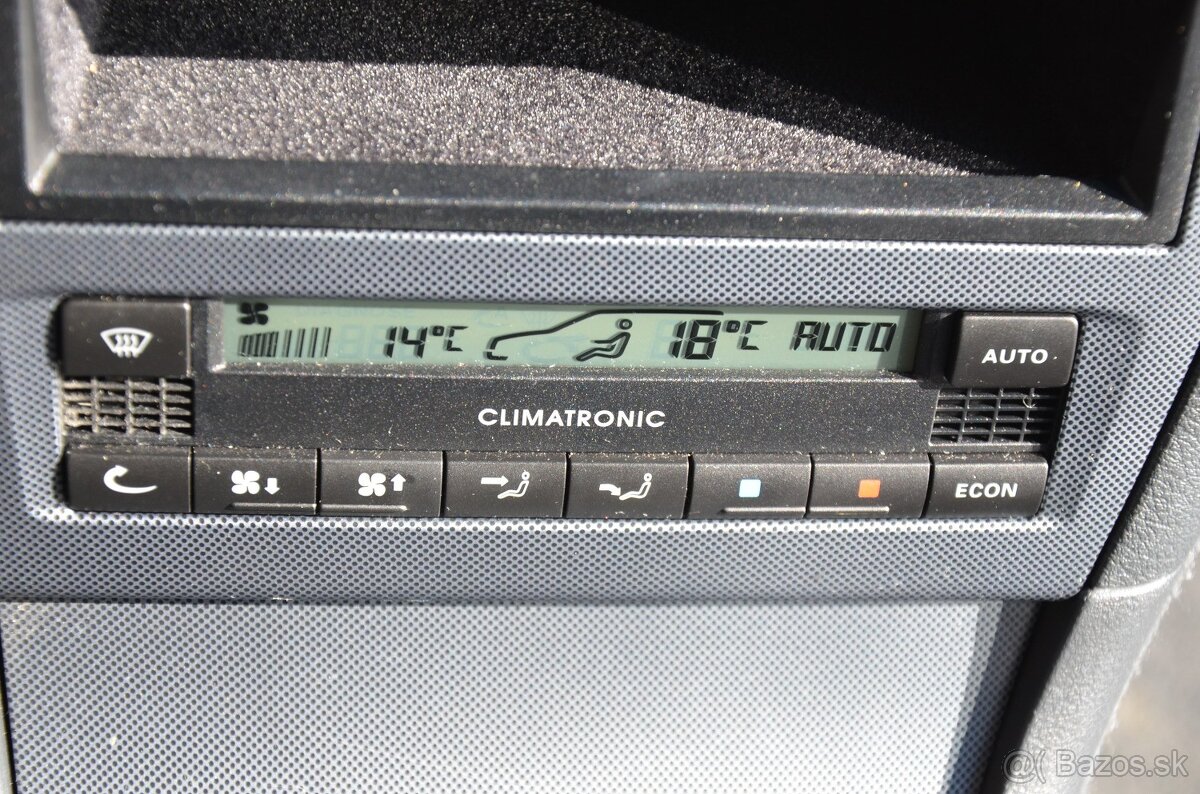 14°C 18°C AUTO
AUTO
CLIMATRONIC
ECON
@( Bazos.sk